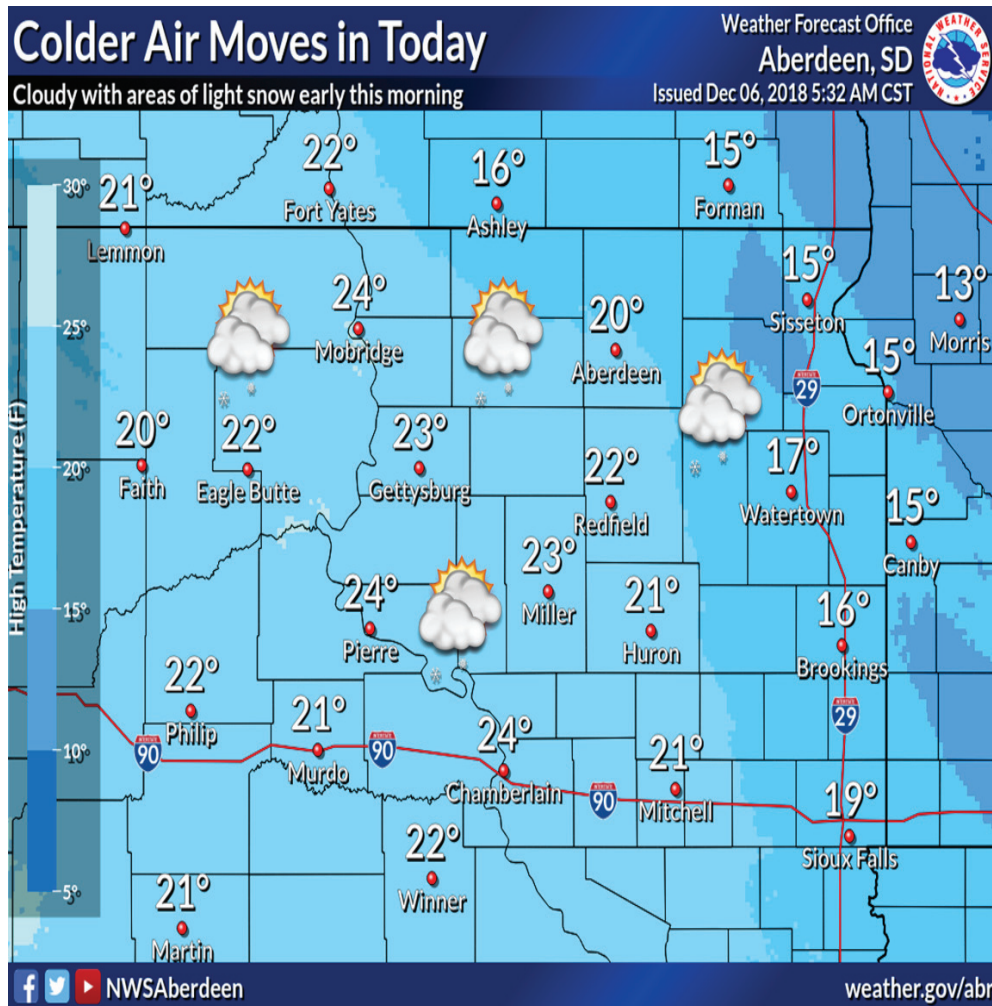 Colder Air Moves in Today
Cloudy with areas of light snow early this morning
Weather Forecast Office
Aberdeen, SD
Issued Dec 06, 2018 5:32 AM CST
NATIONAL WEATHER SERVICE
High Temperature (F)
30°
25°
20°
15°
10°
5°
21°
Lemmon
22°
Fort Yates
16°
Ashley
15°
Forman
24°
Mobridge
20°
Aberdeen
15°
Sisseton
13°
Morris
15°
Ortonville
29
20°
Faith
22°
Eagle Butte
23°
Gettysburg
22°
Redfield
17°
Watertown
15°
Canby
24°
Pierre
23°
Miller
21°
Huron
16°
Brookings
29
22°
Philip
90
21°
Murdo
90
24°
Chamberlain
90
21°
Mitchell
19°
Sioux Falls
22°
Winner
21°
Martin
NWSAberdeen
weather.gov/abr